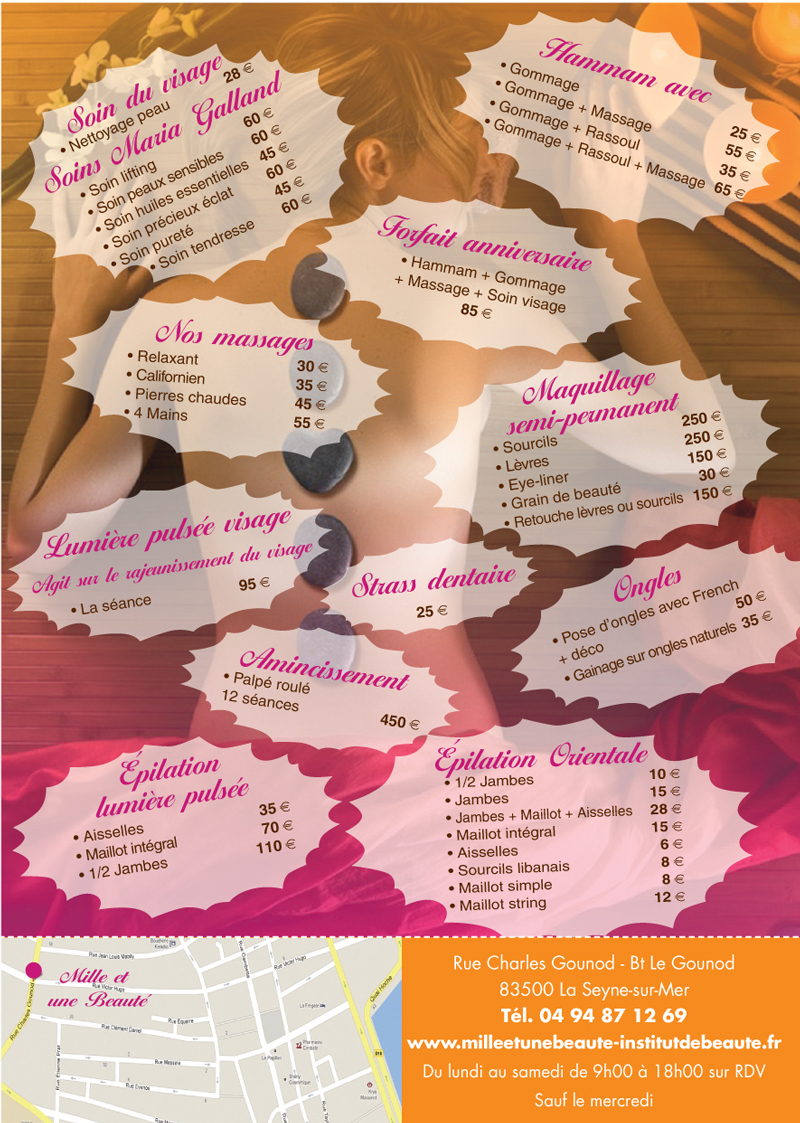 Soin du visage
• Nettoyage peau 28 €
Soins Maria Galland
• Soin lifting 60 €
• Soin peaux sensibles 60 €
• Soin huiles essentielles 45 €
• Soin précieux éclat 60 €
• Soin pureté 45 €
• Soin tendresse 60 €
Hammam avec
• Gommage 25 €
• Gommage + Massage 55 €
• Gommage + Rassoul 35 €
• Gommage + Rassoul + Massage 65 €
Forfait anniversaire
• Hammam + Gommage
+ Massage + Soin visage
85 €
Nos massages
• Relaxant 30 €
• Californien 35 €
• Pierres chaudes 45 €
• 4 Mains 55 €
Maquillage
semi-permanent
• Sourcils 250 €
• Lèvres 250 €
• Eye-liner 150 €
• Grain de beauté 30 €
• Retouche lèvres ou sourcils 150 €
Lumière pulsée visage
Agit sur le rajeunissement du visage
• La séance 95 €
Strass dentaire
25 €
Ongles
• Pose d'ongles avec French
+ déco 50 €
• Gainage sur ongles naturels 35 €
Amincissement
• Palpé roulé
12 séances
450 €
Épilation
lumière pulsée
• Aisselles 35 €
• Maillot intégral 70 €
• 1/2 Jambes 110 €
Épilation Orientale
• 1/2 Jambes 10 €
• Jambes 15 €
• Jambes + Maillot + Aisselles 28 €
• Maillot intégral 15 €
• Aisselles 6 €
• Sourcils libanais 8 €
• Maillot simple 8 €
• Maillot string 12 €
Mille et
une Beauté
Rue Jean Louis Mabily
Rue Victor Hugo
Rue Victor Hugo
Rue Charles Gounod
Rue Gambetta
Quai Hoche
Rue Équerre
Rue Clément Daniel
Rue Messine
Rue Évenos
La Frégate
Pharmacie
Le Papillon
Rue Charles Gounod - Bt Le Gounod
83500 La Seyne-sur-Mer
Tél. 04 94 87 12 69
www.milleetunebeaute-institutdebeaute.fr
Du lundi au samedi de 9h00 à 18h00 sur RDV
Sauf le mercredi